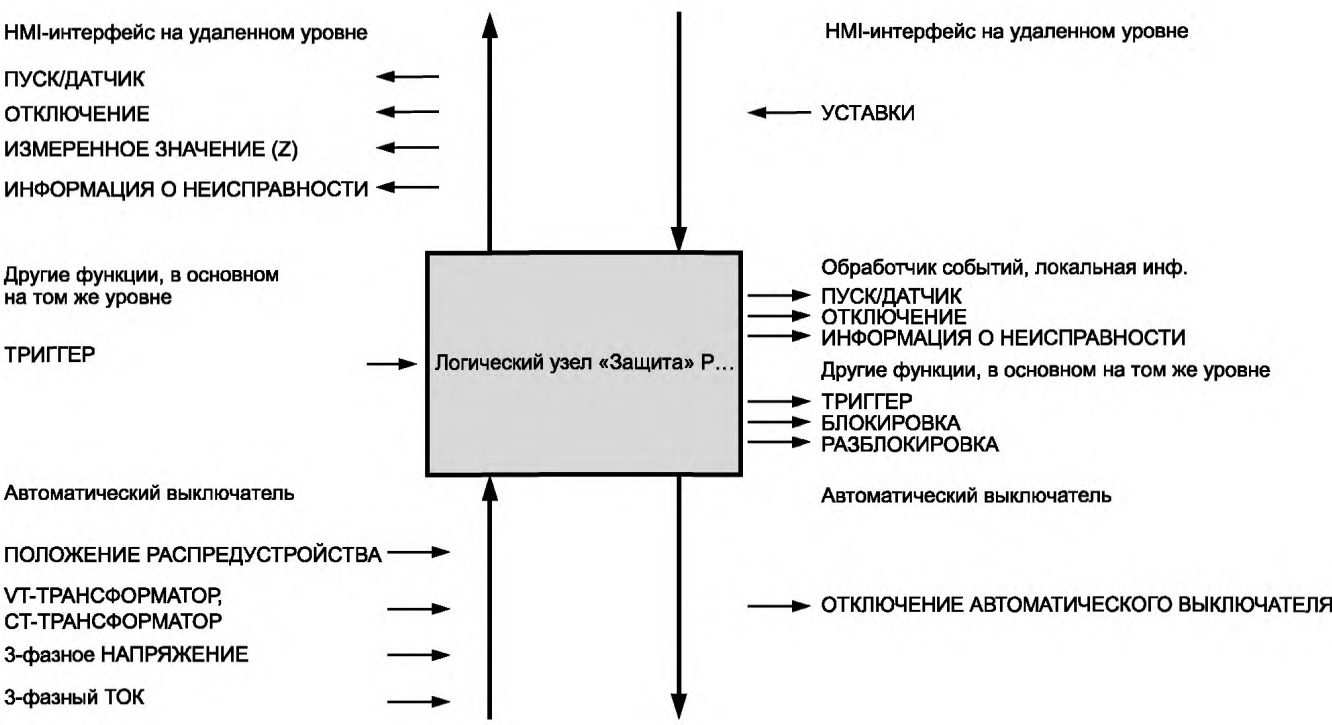 HMI-интерфейс на удаленном уровне
ПУСК/ДАТЧИК
ОТКЛЮЧЕНИЕ
ИЗМЕРЕННОЕ ЗНАЧЕНИЕ (Z)
ИНФОРМАЦИЯ О НЕИСПРАВНОСТИ
HMI-интерфейс на удаленном уровне
УСТАВКИ
Другие функции, в основном
на том же уровне
ТРИГГЕР
Логический узел «Защита» P…
Обработчик событий, локальная инф.
ПУСК/ДАТЧИК
ОТКЛЮЧЕНИЕ
ИНФОРМАЦИЯ О НЕИСПРАВНОСТИ
Другие функции, в основном на том же уровне
ТРИГГЕР
БЛОКИРОВКА
РАЗБЛОКИРОВКА
Автоматический выключатель
ПОЛОЖЕНИЕ РАСПРЕДУСТРОЙСТВА
VT-ТРАНСФОРМАТОР,
CT-ТРАНСФОРМАТОР
3-фазное НАПРЯЖЕНИЕ
3-фазный ТОК
Автоматический выключатель
ОТКЛЮЧЕНИЕ АВТОМАТИЧЕСКОГО ВЫКЛЮЧАТЕЛЯ